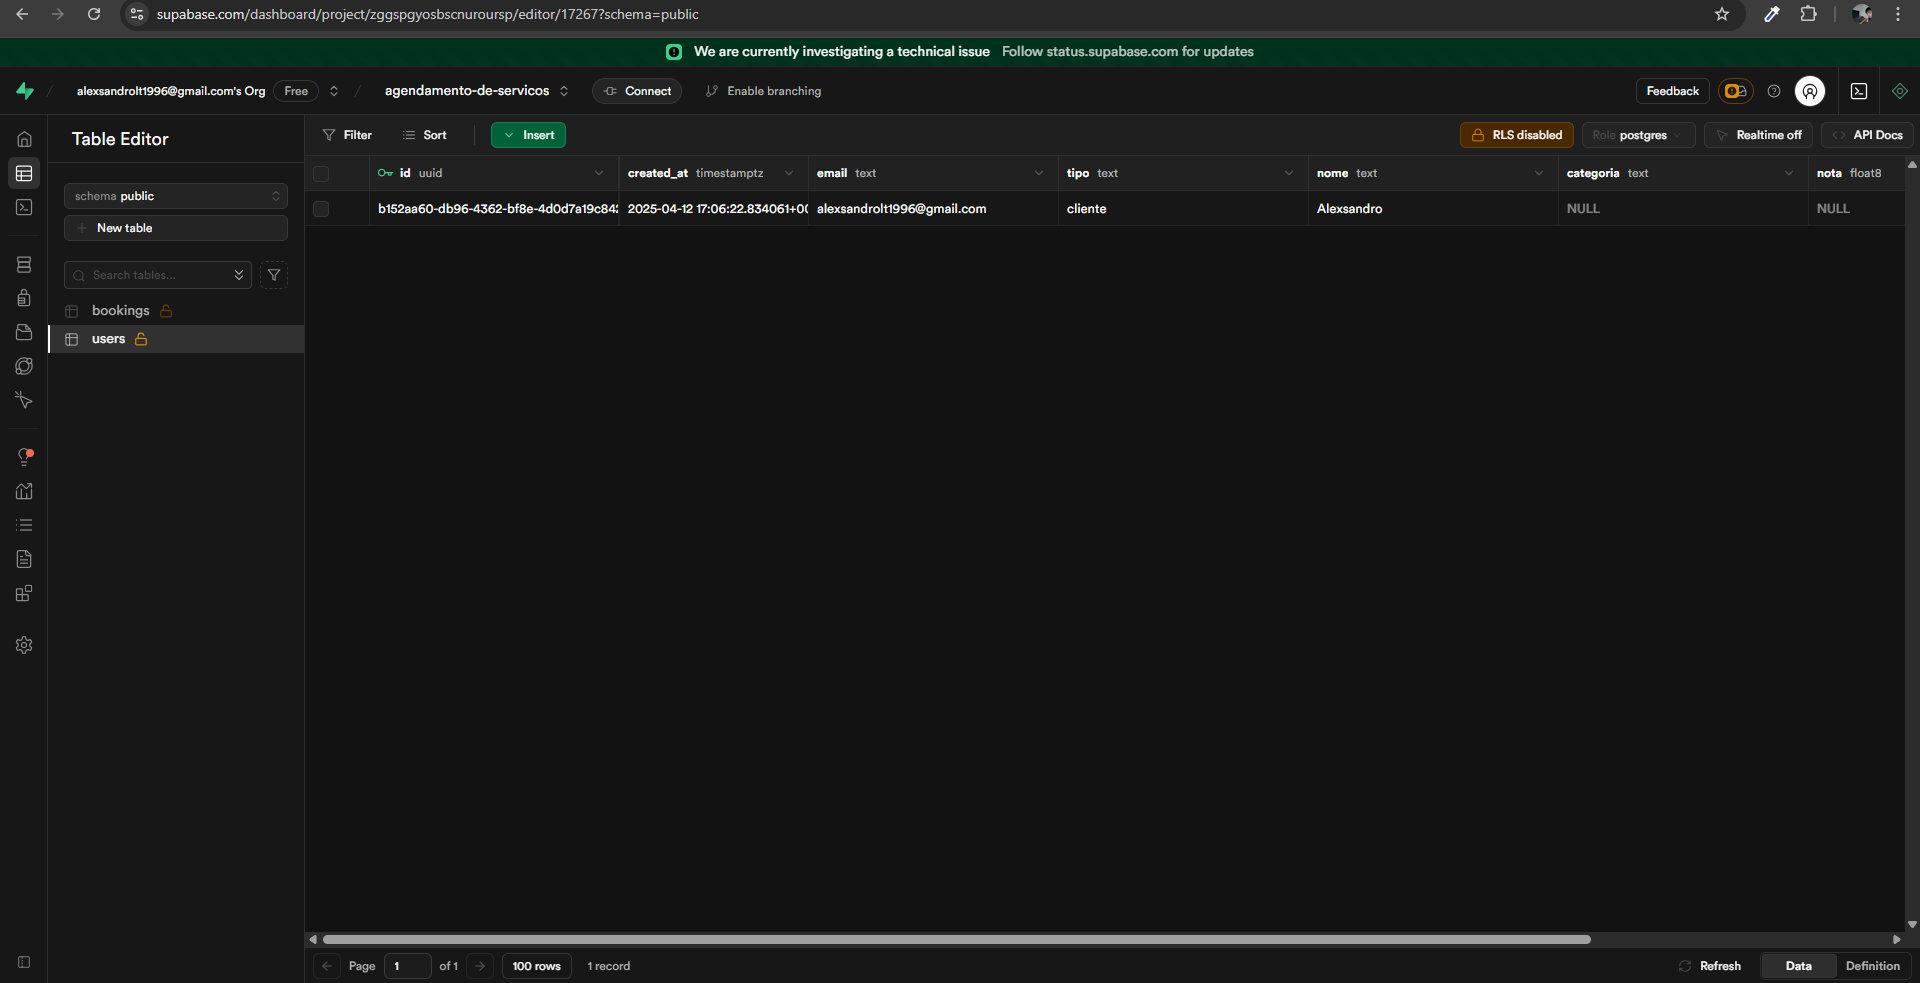 supabase.com/dashboard/project/zggspgyosbscnuroursp/editor/17267?schema=public
We are currently investigating a technical issue Follow status.supabase.com for updates
alexsandrolt1996@gmail.com's Org Free / agendamento-de-servicos Connect Enable branching Feedback
Table Editor
Filter Sort Insert RLS disabled Role postgres Realtime off API Docs
schema public
New table
Search tables...
bookings
users
id uuid created_at timestamptz email text tipo text nome text categoria text nota float8
b152aa60-db96-4362-bf8e-4d0d7a19c842 2025-04-12 17:06:22.834061+00 alexsandrolt1996@gmail.com cliente Alexsandro NULL NULL
Page 1 of 1 100 rows 1 record Refresh Data Definition